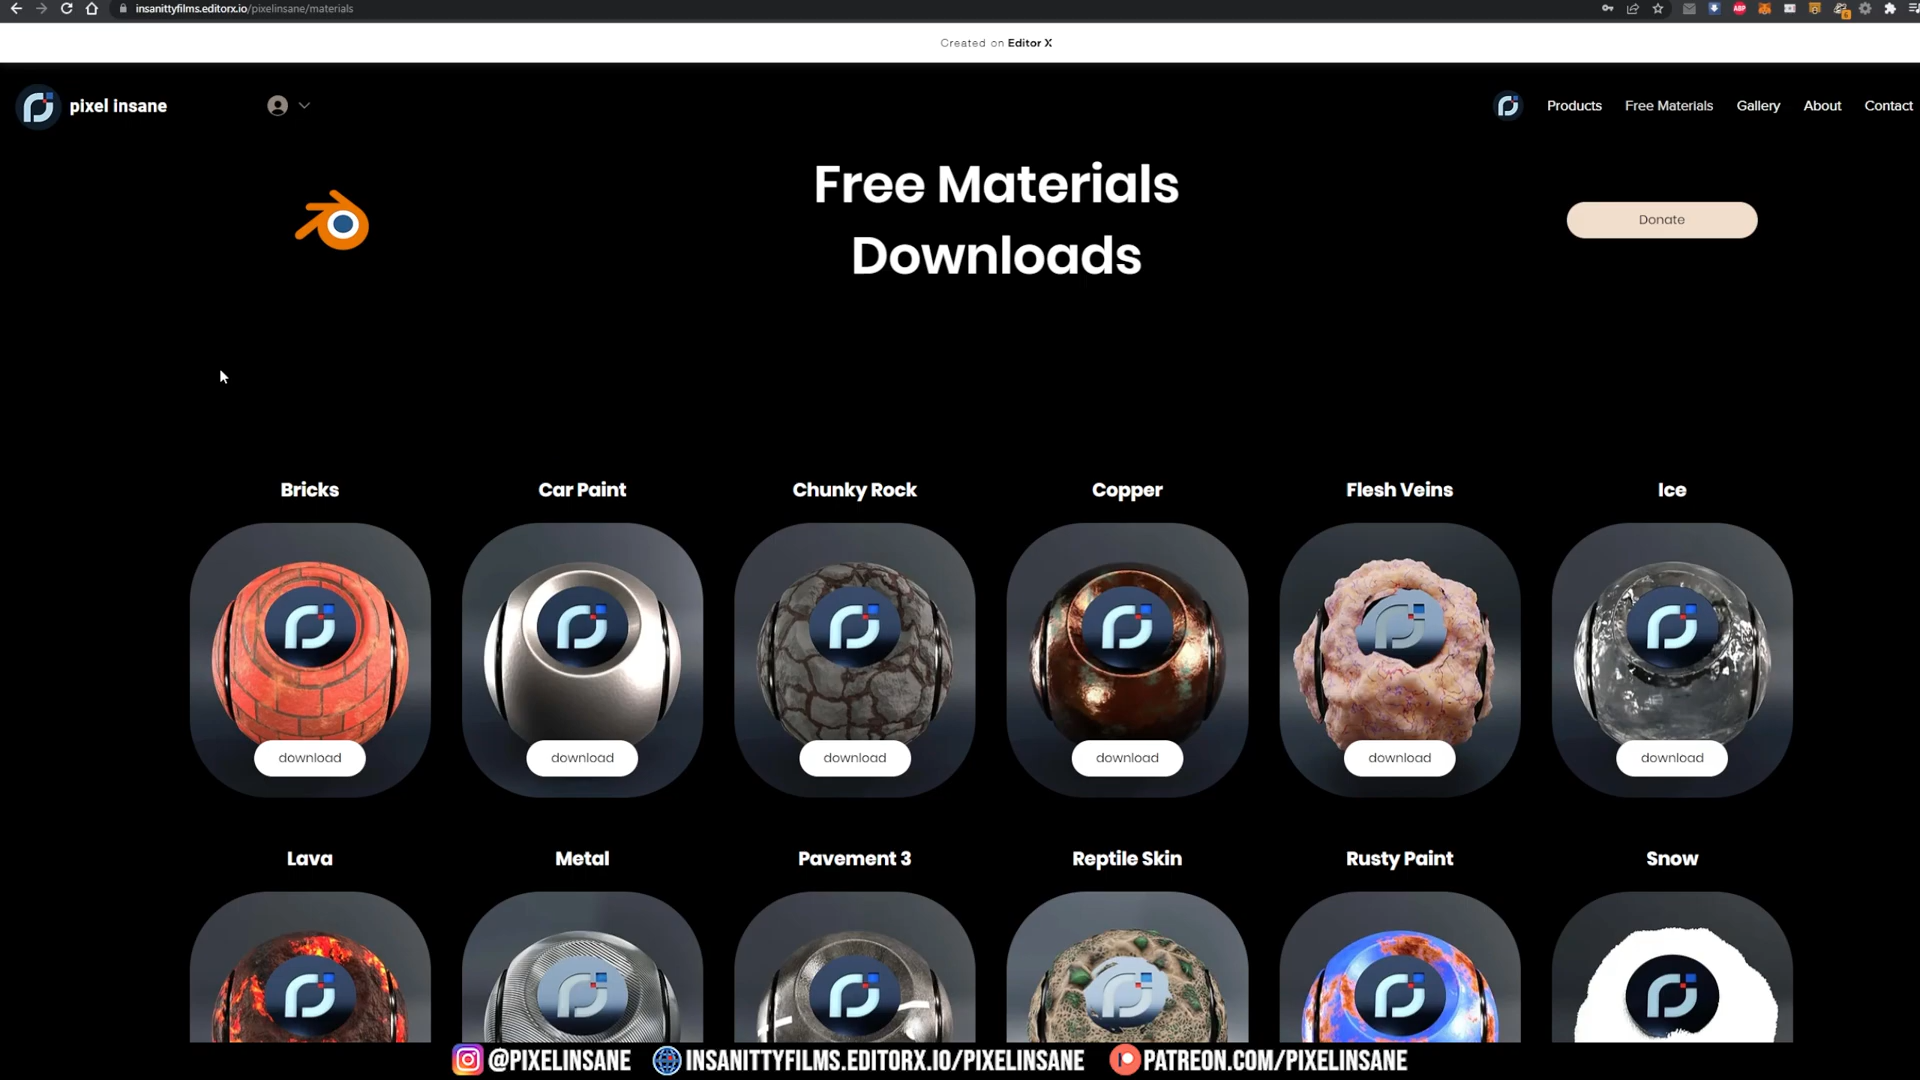 insanittyfilms.editorx.io/pixelinsane/materials
Created on Editor X
pixel insane
Products Free Materials Gallery About Contact
Free Materials
Downloads
Donate
Bricks Car Paint Chunky Rock Copper Flesh Veins Ice
download download download download download download
Lava Metal Pavement 3 Reptile Skin Rusty Paint Snow
@PIXELINSANE INSANITTYFILMS.EDITORX.IO/PIXELINSANE PATREON.COM/PIXELINSANE